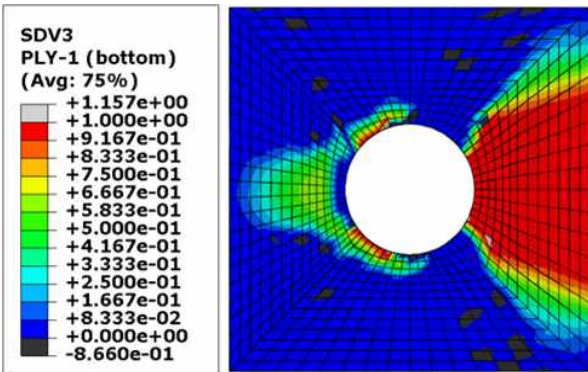 SDV3
PLY-1 (bottom)
(Avg: 75%)
+1.157e+00
+1.000e+00
+9.167e-01
+8.333e-01
+7.500e-01
+6.667e-01
+5.833e-01
+5.000e-01
+4.167e-01
+3.333e-01
+2.500e-01
+1.667e-01
+8.333e-02
+0.000e+00
-8.660e-01